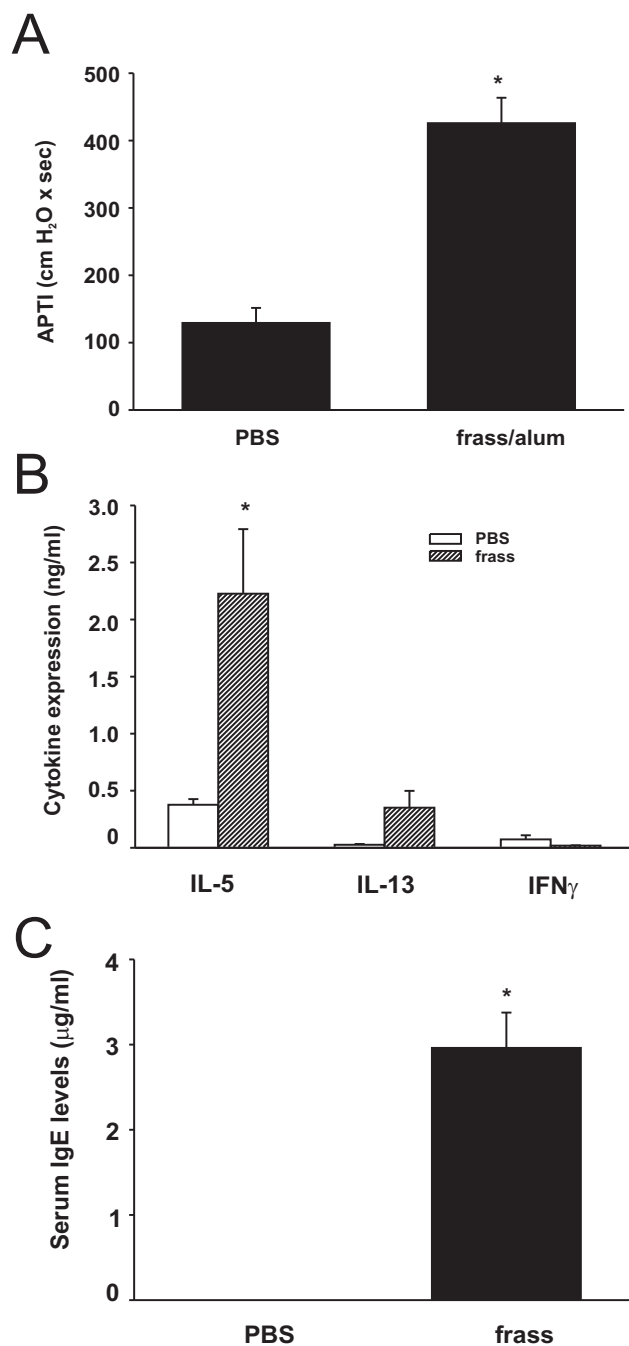 A
APTI (cm H₂O x sec)
500
400
300
200
100
0
*
PBS
frass/alum
B
Cytokine expression (ng/ml)
3.0
2.5
2.0
1.5
1.0
0.5
0
*
PBS
frass
IL-5
IL-13
IFNγ
C
Serum IgE levels (µg/ml)
4
3
2
1
0
*
PBS
frass